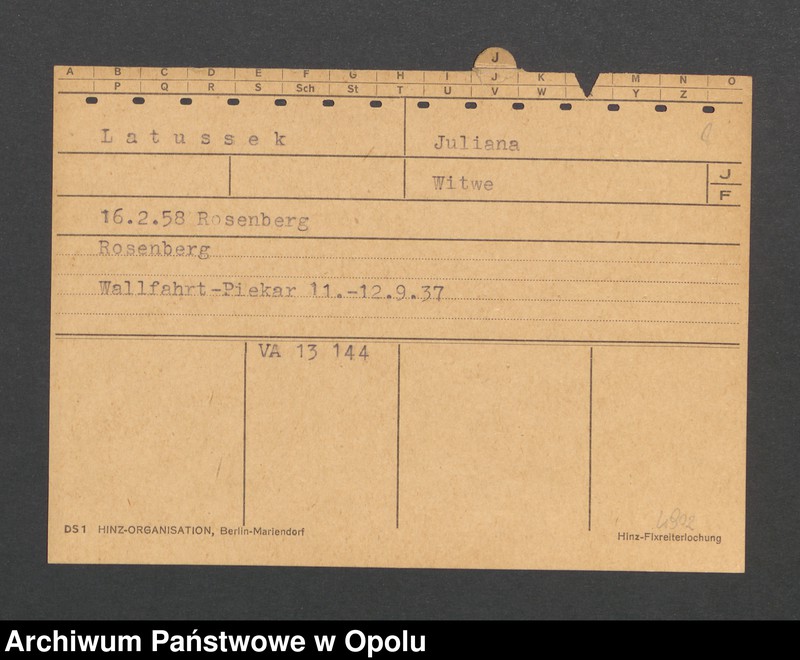 J
A B C D E F G H I J K M N O
P Q R S Sch St T U V W Y Z
Latussek Juliana
Witwe J
F
16.2.58 Rosenberg
Rosenberg
Wallfahrt-Piekar 11.-12.9.37
VA 13 144
DS1 HINZ-ORGANISATION, Berlin-Mariendorf
Hinz-Fixreiterlochung
Archiwum Państwowe w Opolu